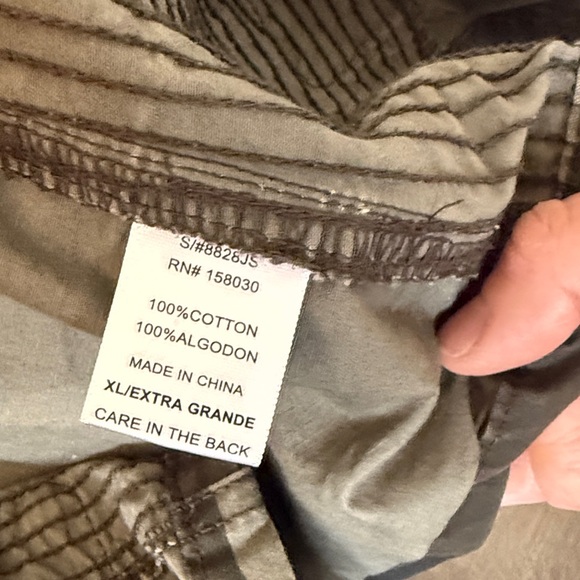 S/#8828JS
RN# 158030
100%COTTON
100%ALGODON
MADE IN CHINA
XL/EXTRA GRANDE
CARE IN THE BACK